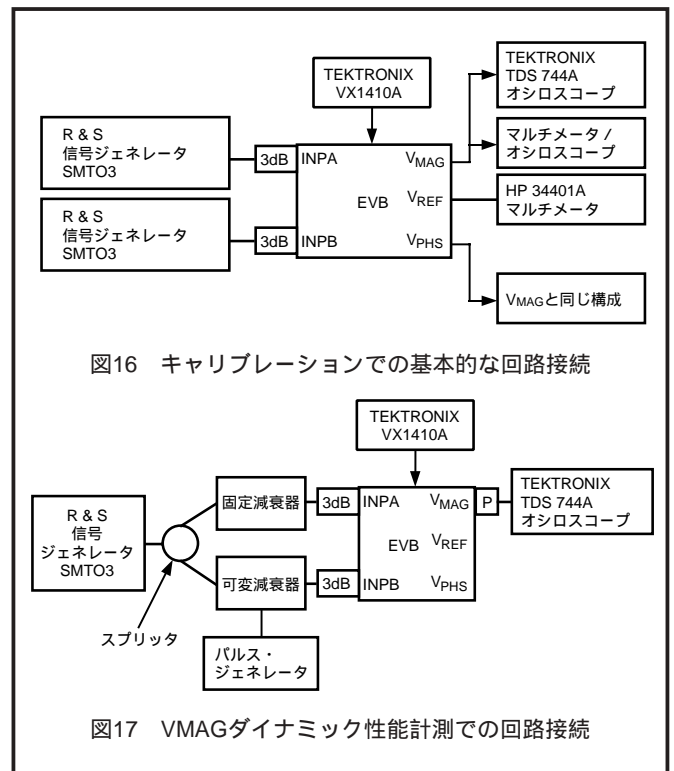 TEKTRONIX
VX1410A
TEKTRONIX
TDS 744A
オシロスコープ
R & S
信号ジェネレータ
SMTO3
3dB
INPA
VMAG
マルチメータ /
オシロスコープ
EVB
VREF
HP 34401A
マルチメータ
R & S
信号ジェネレータ
SMTO3
3dB
INPB
VPHS
VMAGと同じ構成
図16 キャリブレーションでの基本的な回路接続
TEKTRONIX
VX1410A
R & S
信号
ジェネレータ
SMTO3
固定減衰器
3dB
INPA
VMAG
P
TEKTRONIX
TDS 744A
オシロスコープ
EVB
VREF
可変減衰器
3dB
INPB
VPHS
スプリッタ
パルス・
ジェネレータ
図17 VMAGダイナミック性能計測での回路接続